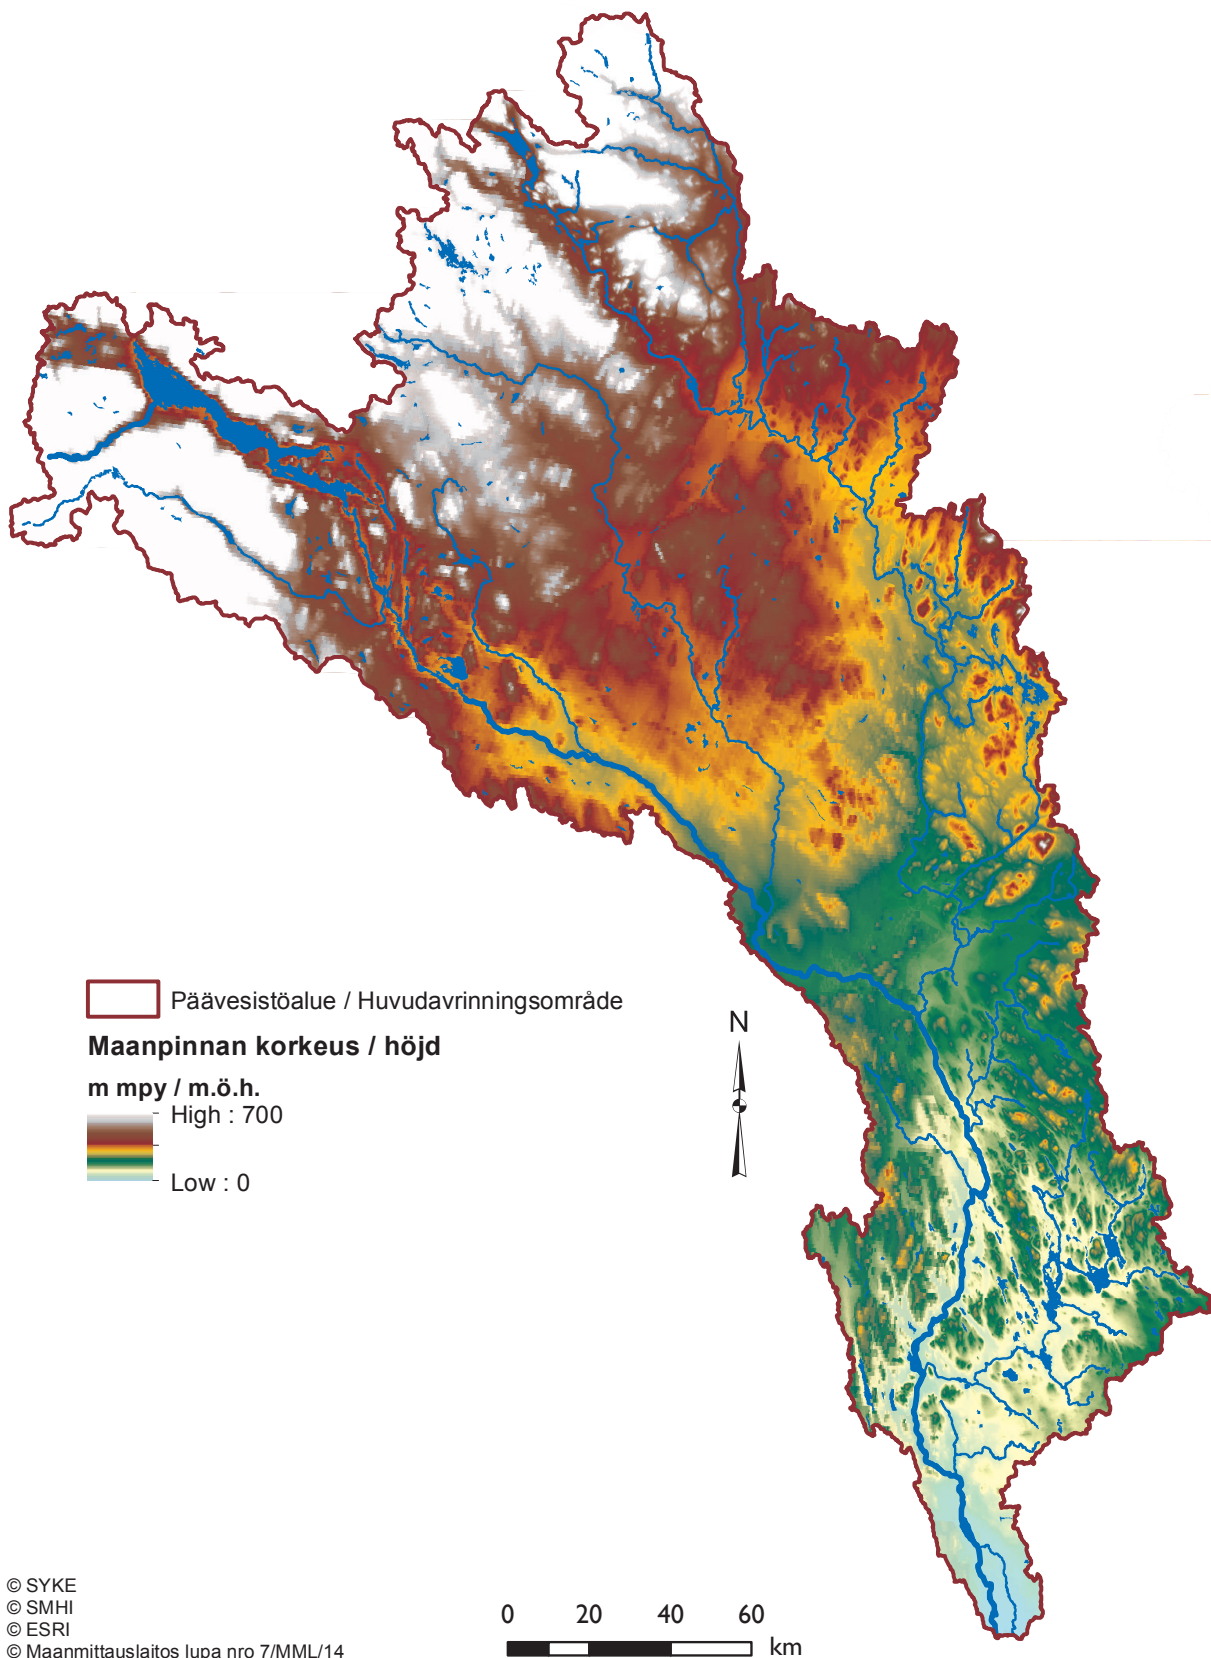 Päävesistöalue / Huvudavrinningsområde
Maanpinnan korkeus / höjd
m mpy / m.ö.h.
High : 700
Low : 0
N
© SYKE
© SMHI
© ESRI
© Maanmittauslaitos lupa nro 7/MML/14
0 20 40 60
km